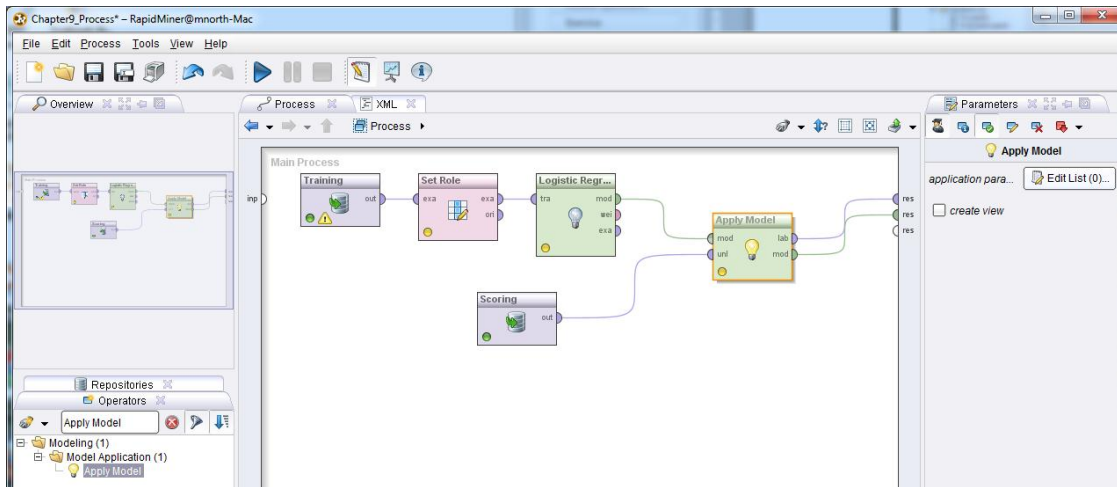 Chapter9_Process* – RapidMiner@mnorth-Mac
File Edit Process Tools View Help
Overview
Process
XML
Parameters
Process
Apply Model
Main Process
application para...
Edit List (0)...
create view
inp
Training
out
Set Role
exa
exa
ori
Logistic Regr...
tra
mod
wei
exa
Apply Model
mod
lab
unl
mod
res
res
res
Scoring
out
Repositories
Operators
Apply Model
Modeling (1)
Model Application (1)
Apply Model